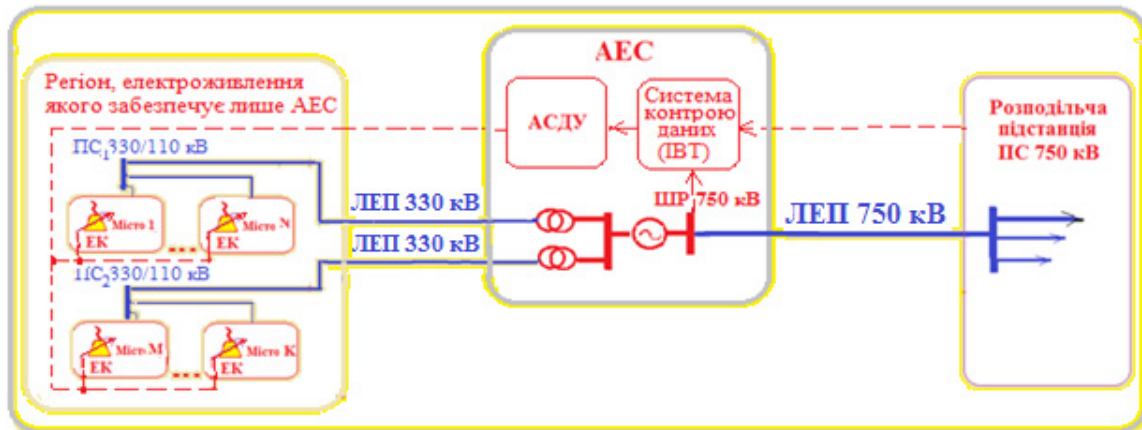 Регіон, електроживлення
якого забезпечує лише АЕС
ПС₁ 330/110 кВ
Місто 1
ЕК
Місто N
ЕК
ПС₂ 330/110 кВ
Місто M
ЕК
Місто K
ЕК
ЛЕП 330 кВ
ЛЕП 330 кВ
АЕС
АСДУ
Система
контрою
даних
(ІВТ)
ШР 750 кВ
ЛЕП 750 кВ
Розподільча
підстанція
ПС 750 кВ